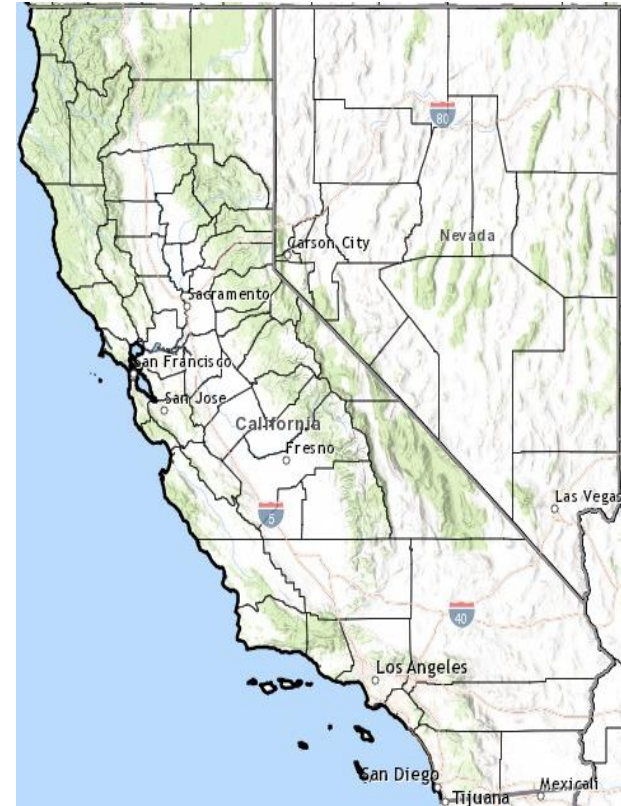 80
Nevada
Carson City
Sacramento
San Francisco
San Jose
California
Fresno
Las Vegas
5
40
Los Angeles
San Diego
Mexicali
Tijuana